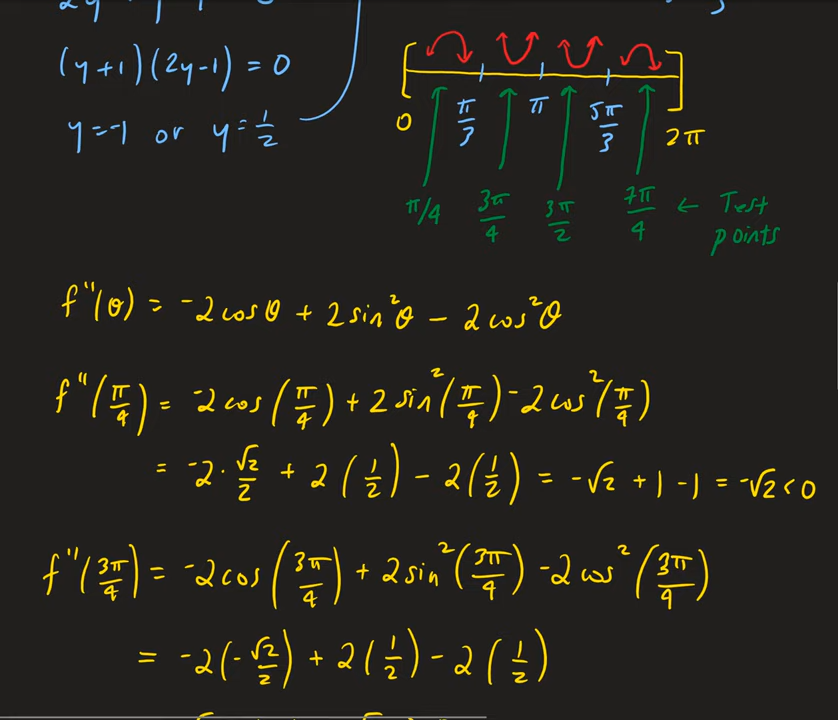 (y+1)(2y-1) = 0
y=-1 or y=1/2
[ ]
0 π/3 π 5π/3 2π
π/4 3π/4 3π/2 7π/4 ← Test points
f''(θ) = -2cosθ + 2sin²θ - 2cos²θ
f''(π/4) = -2cos(π/4) + 2sin²(π/4) - 2cos²(π/4)
= -2·√2/2 + 2(1/2) - 2(1/2) = -√2 + 1 - 1 = -√2 < 0
f''(3π/4) = -2cos(3π/4) + 2sin²(3π/4) - 2cos²(3π/4)
= -2(-√2/2) + 2(1/2) - 2(1/2)